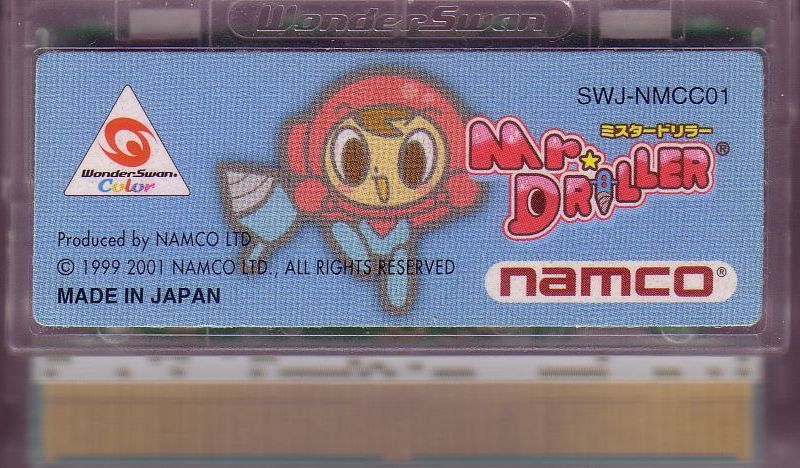 WonderSwan
SWJ-NMCC01
ミスタードリラー
Mr. DRILLER®
WonderSwan®
Color
Produced by NAMCO LTD.
© 1999 2001 NAMCO LTD., ALL RIGHTS RESERVED
MADE IN JAPAN
namco®